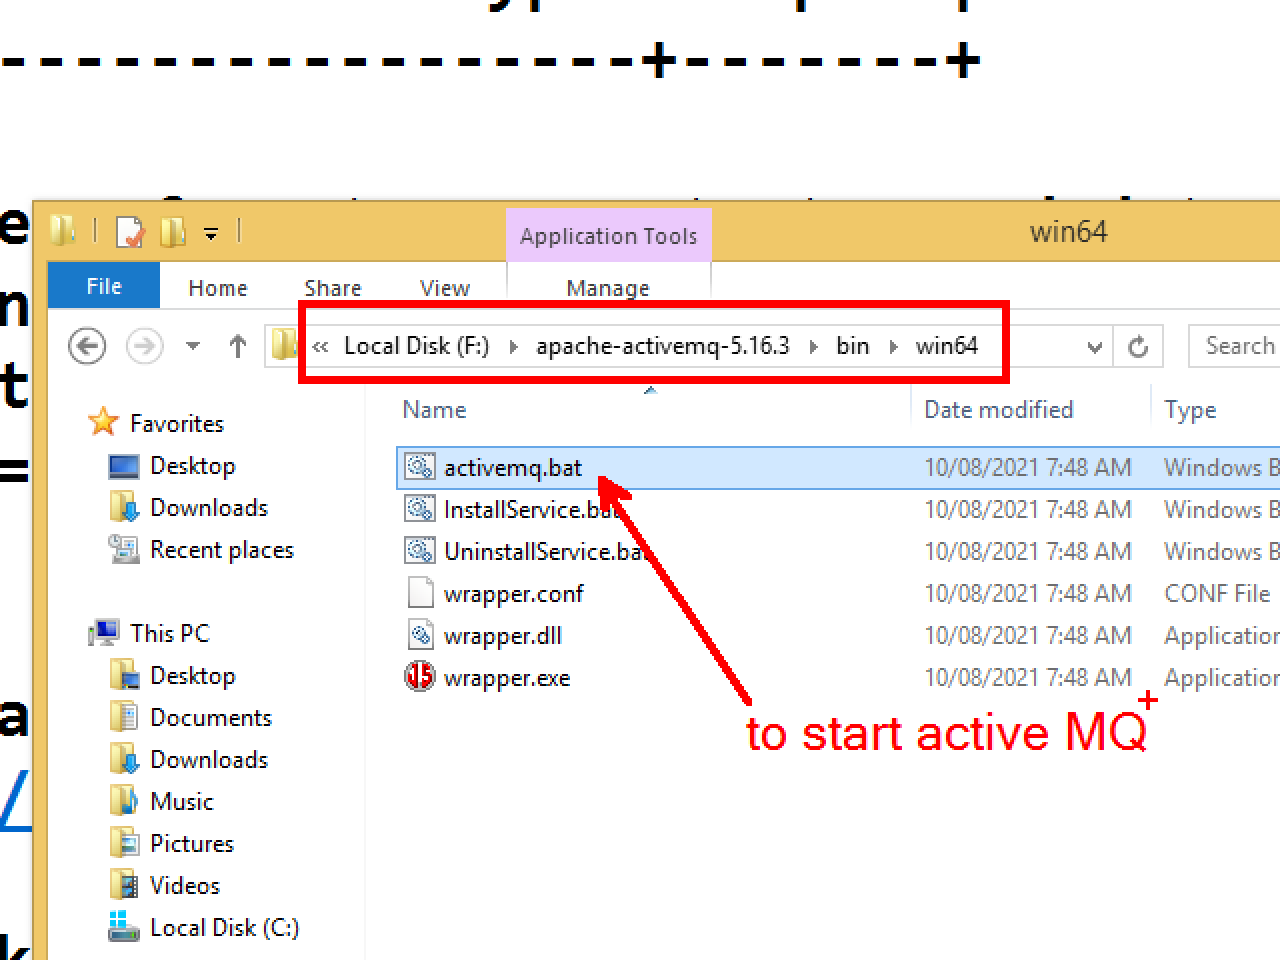 ------------------+-------+
e
Application Tools
win64
n
File
Home
Share
View
Manage
« Local Disk (F:) apache-activemq-5.16.3 bin win64
Search
t
Name
Date modified
Type
=
Favorites
Desktop
Downloads
Recent places
This PC
Desktop
Documents
Downloads
Music
Pictures
Videos
Local Disk (C:)
activemq.bat 10/08/2021 7:48 AM Windows B
InstallService.bat 10/08/2021 7:48 AM Windows B
UninstallService.bat 10/08/2021 7:48 AM Windows B
wrapper.conf 10/08/2021 7:48 AM CONF File
wrapper.dll 10/08/2021 7:48 AM Application
wrapper.exe 10/08/2021 7:48 AM Application
to start active MQ
a
/
k